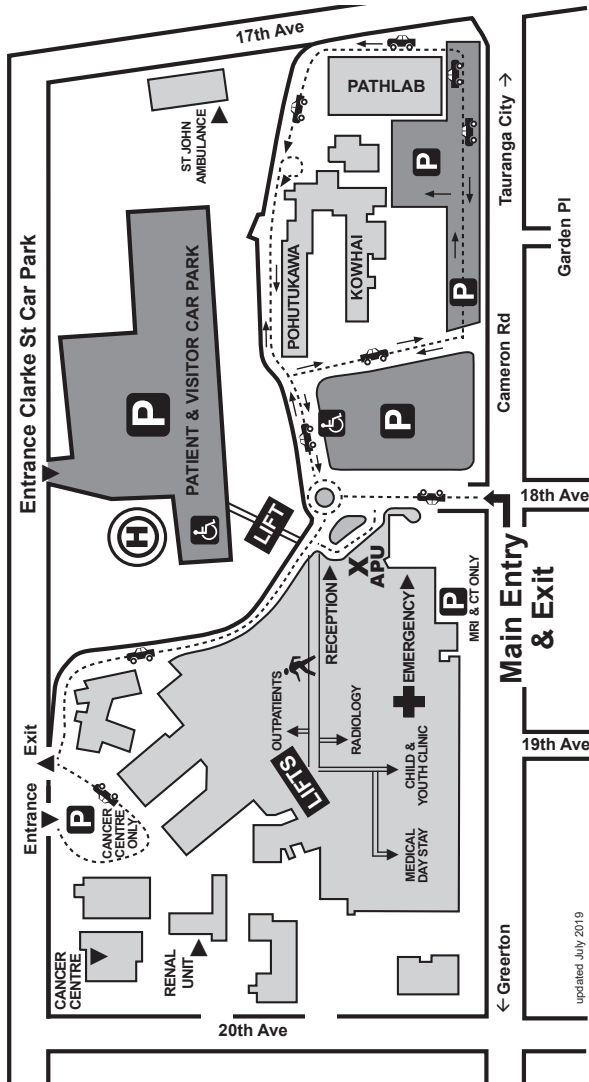 17th Ave
ST JOHN
AMBULANCE
PATHLAB
Entrance Clarke St Car Park
P
PATIENT & VISITOR CAR PARK
POHUTUKAWA
KOWHAI
P
P
P
Tauranga City →
Garden Pl
Cameron Rd
H
LIFT
18th Ave
Main Entry
& Exit
X
APU
RECEPTION
EMERGENCY
P
MRI & CT ONLY
OUTPATIENTS
RADIOLOGY
LIFTS
CHILD &
YOUTH CLINIC
MEDICAL
DAY STAY
19th Ave
Exit
Entrance
P
CANCER
CENTRE
ONLY
CANCER
CENTRE
RENAL
UNIT
20th Ave
← Greerton
updated July 2019